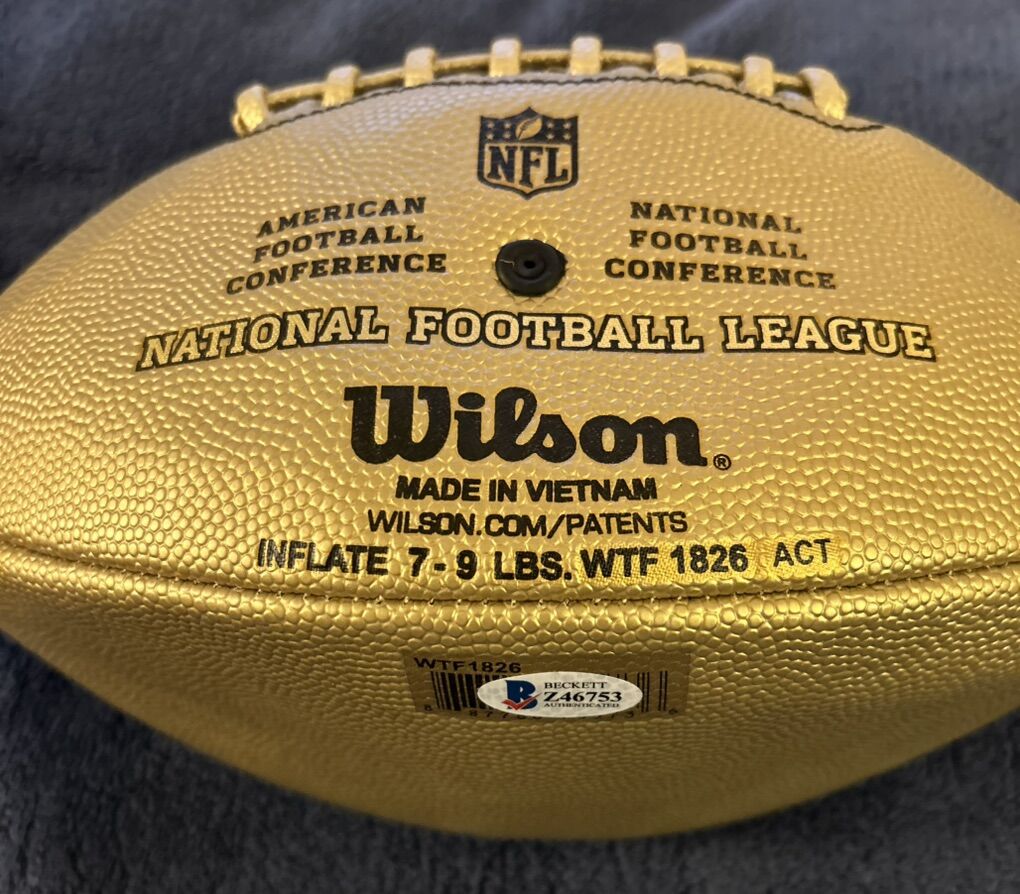 NFL
AMERICAN
FOOTBALL
CONFERENCE
NATIONAL
FOOTBALL
CONFERENCE
NATIONAL FOOTBALL LEAGUE
Wilson®
MADE IN VIETNAM
WILSON.COM/PATENTS
INFLATE 7-9 LBS. WTF 1826 ACT
WTF1826
B BECKETT
Z46753
AUTHENTICATED